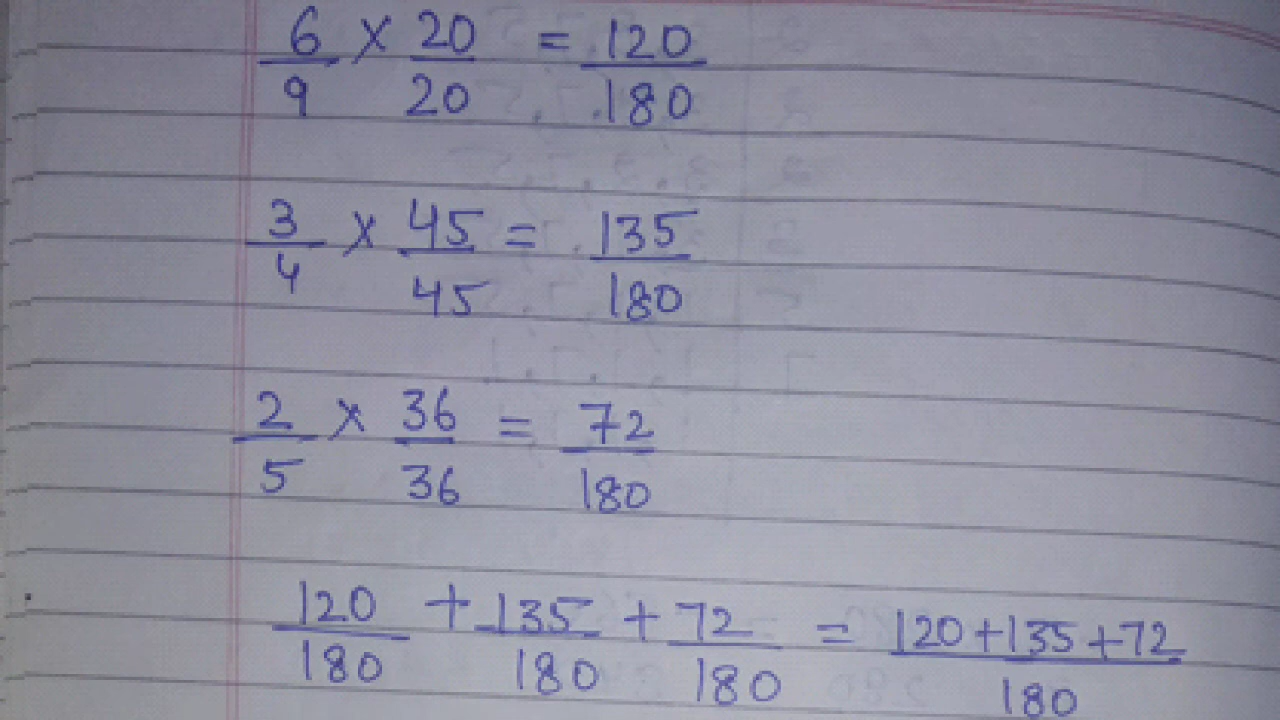 6/9 × 20/20 = 120/180
3/4 × 45/45 = 135/180
2/5 × 36/36 = 72/180
120/180 + 135/180 + 72/180 = 120+135+72/180